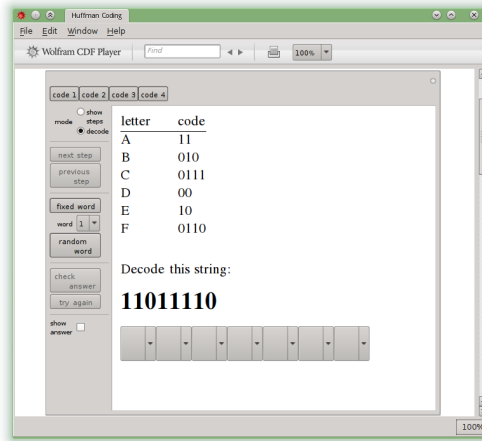 Huffman Coding
File Edit Window Help
Wolfram CDF Player Find 100%
code 1 code 2 code 3 code 4
mode show steps
decode
next step
previous step
fixed word
word 1
random word
check answer
try again
show answer
letter code
A 11
B 010
C 0111
D 00
E 10
F 0110
Decode this string:
11011110
100%